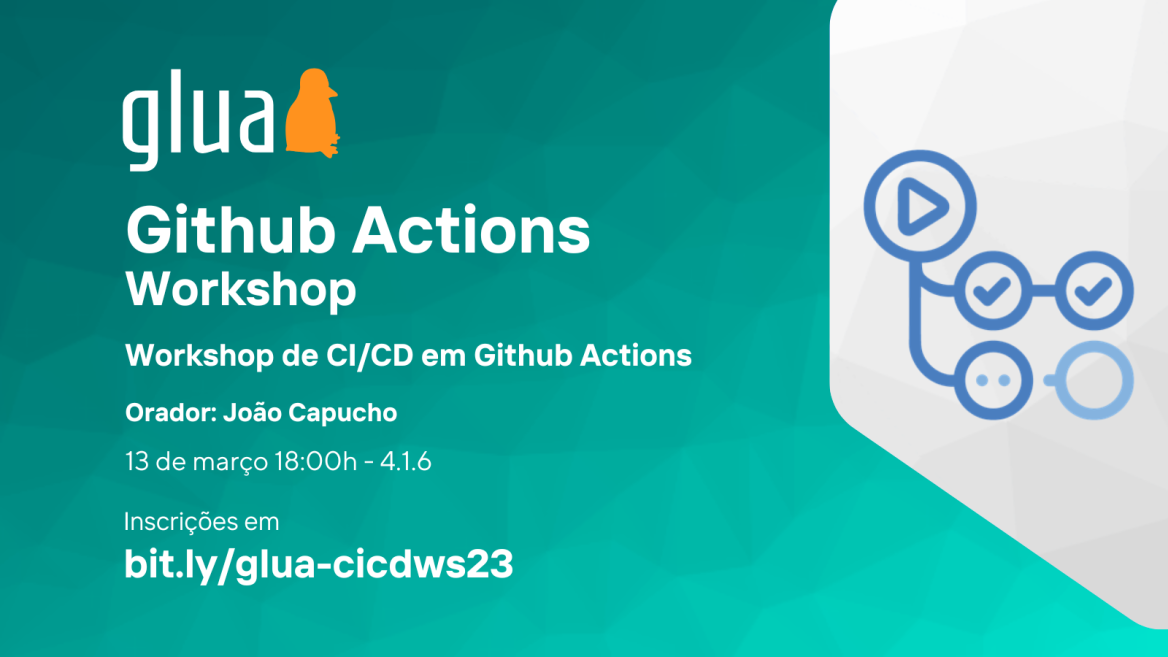 glua
Github Actions
Workshop
Workshop de CI/CD em Github Actions
Orador: João Capucho
13 de março 18:00h - 4.1.6
Inscrições em
bit.ly/glua-cicdws23